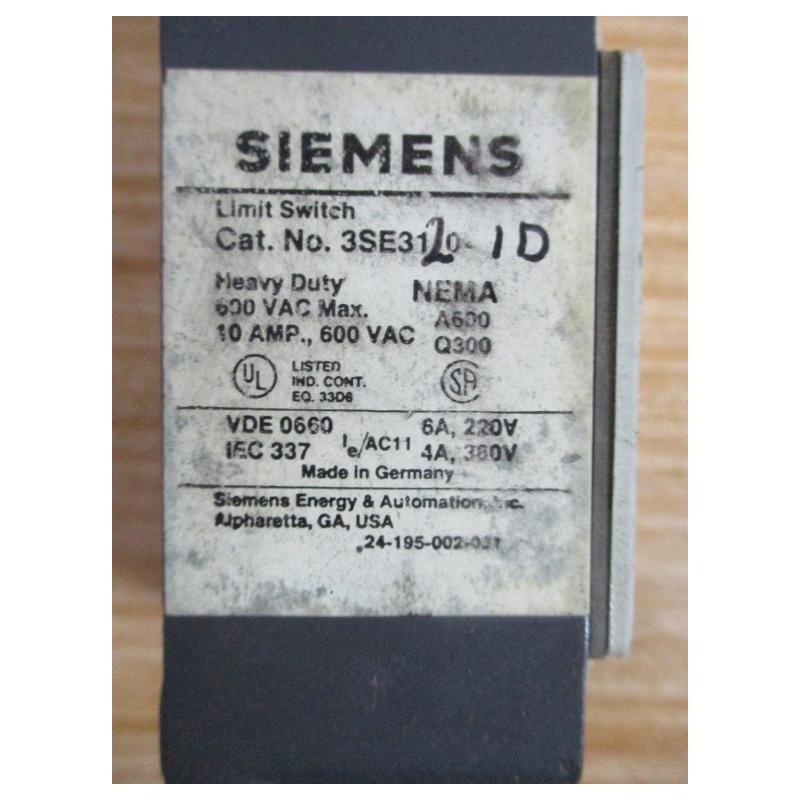 SIEMENS
Limit Switch
Cat. No. 3SE3120-1D
Heavy Duty NEMA
600 VAC Max. A600
10 AMP., 600 VAC Q300
UL LISTED
IND. CONT.
EQ. 33D6
SA
VDE 0660 6A, 220V
IEC 337 Ie/AC11 4A, 380V
Made in Germany
Siemens Energy & Automation, Inc.
Alpharetta, GA, USA